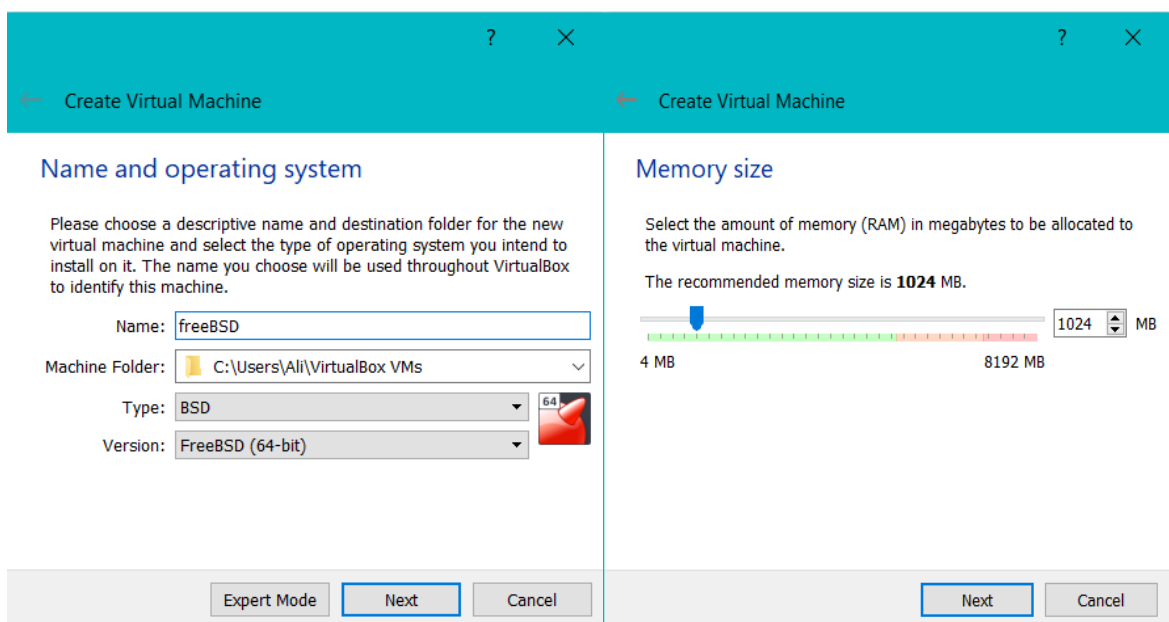 ?
Create Virtual Machine
Name and operating system
Please choose a descriptive name and destination folder for the new
virtual machine and select the type of operating system you intend to
install on it. The name you choose will be used throughout VirtualBox
to identify this machine.
Name: freeBSD
Machine Folder: C:\Users\Ali\VirtualBox VMs
Type: BSD
64
Version: FreeBSD (64-bit)
Expert Mode Next Cancel
?
Create Virtual Machine
Memory size
Select the amount of memory (RAM) in megabytes to be allocated to
the virtual machine.
The recommended memory size is 1024 MB.
1024 MB
4 MB 8192 MB
Next Cancel